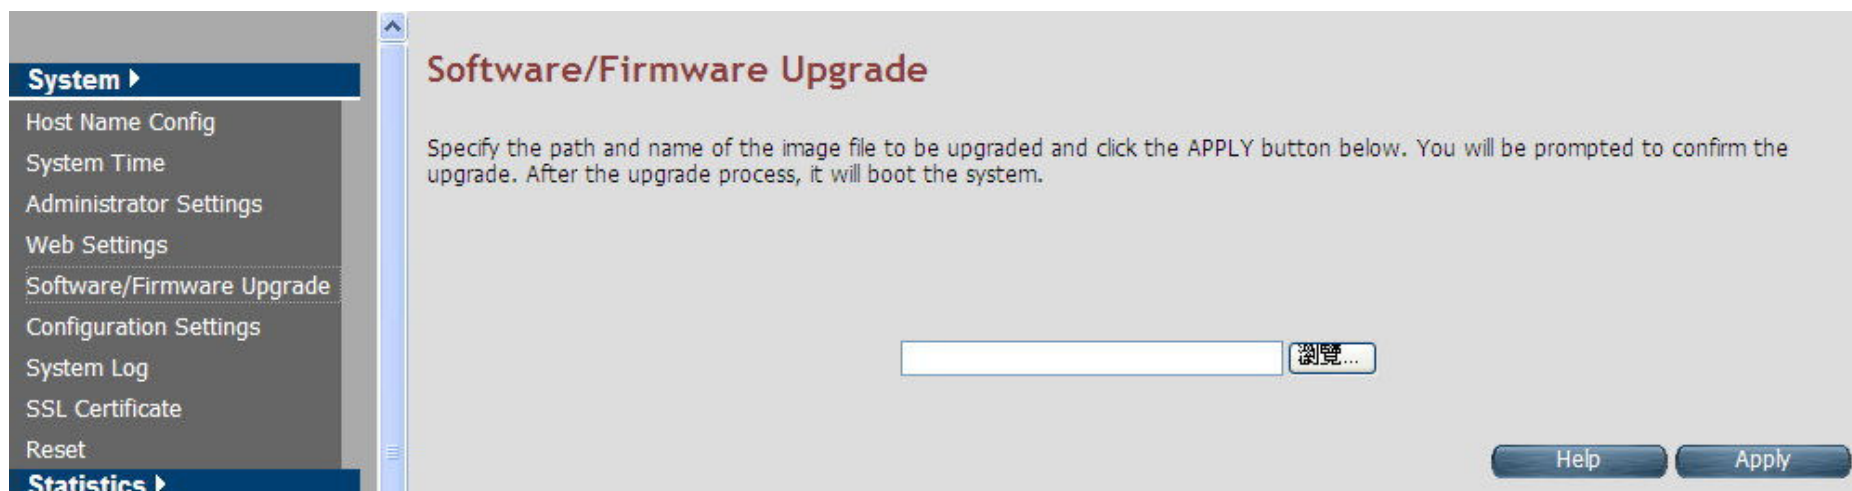 System
Host Name Config
System Time
Administrator Settings
Web Settings
Software/Firmware Upgrade
Configuration Settings
System Log
SSL Certificate
Reset
Statistics
Software/Firmware Upgrade
Specify the path and name of the image file to be upgraded and click the APPLY button below. You will be prompted to confirm the
upgrade. After the upgrade process, it will boot the system.
瀏覽...
Help
Apply